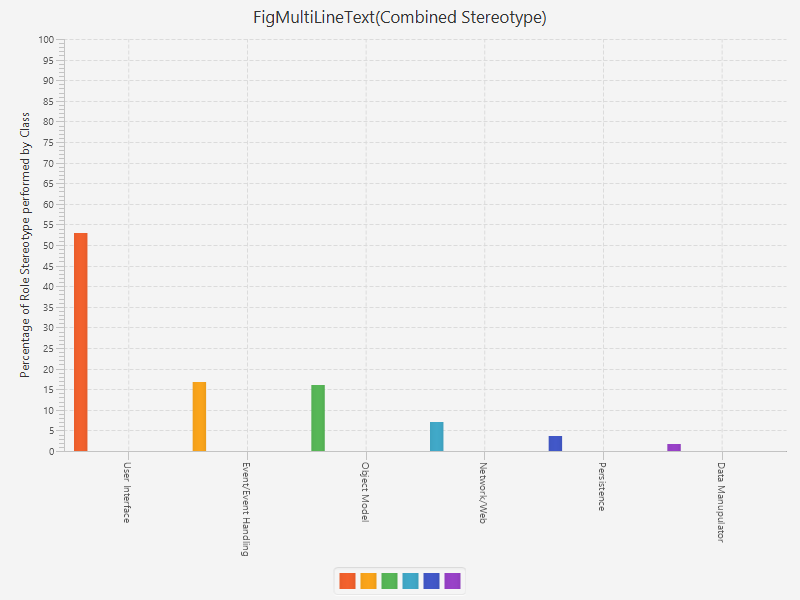 FigMultiLineText(Combined Stereotype)
Percentage of Role Stereotype performed by Class
100
95
90
85
80
75
70
65
60
55
50
45
40
35
30
25
20
15
10
5
0
User Interface
Event/Event Handling
Object Model
Network/Web
Persistence
Data Manupulator